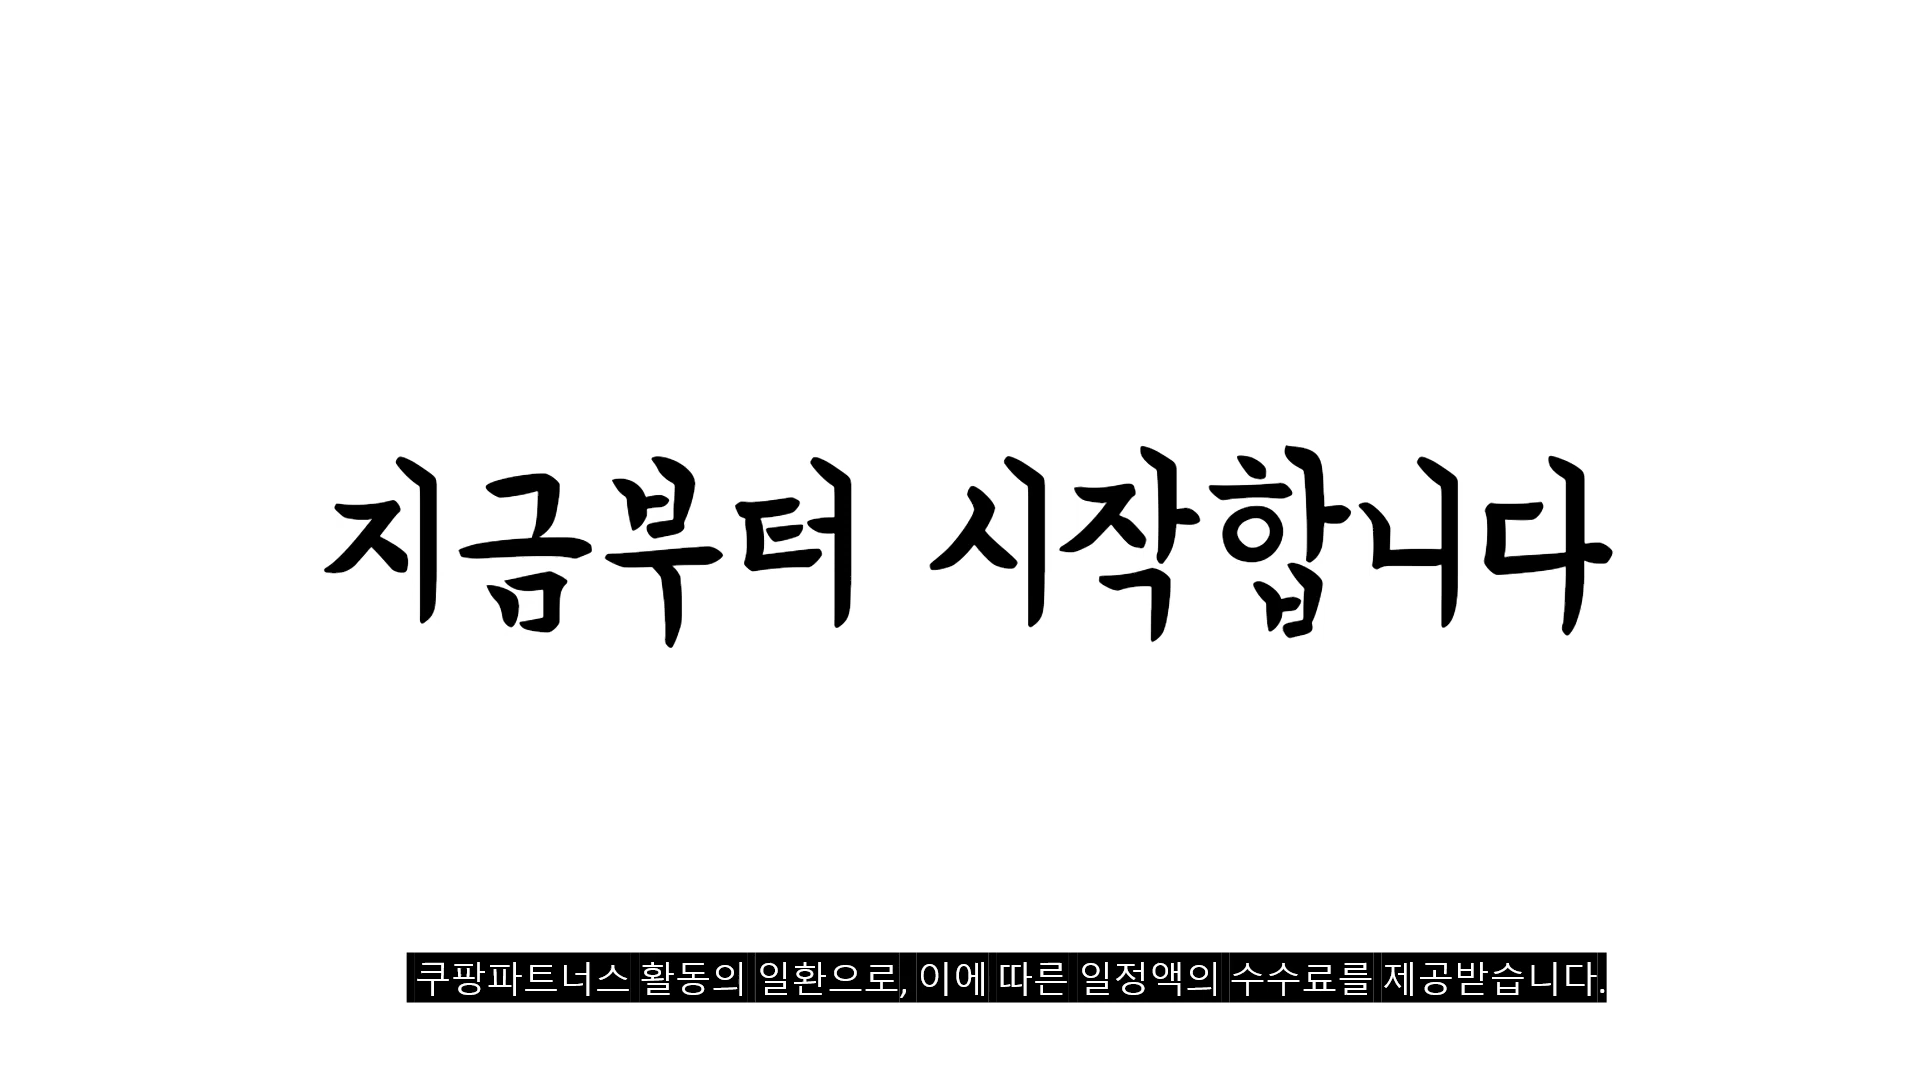 지금부터 시작합니다
쿠팡파트너스 활동의 일환으로, 이에 따른 일정액의 수수료를 제공받습니다.